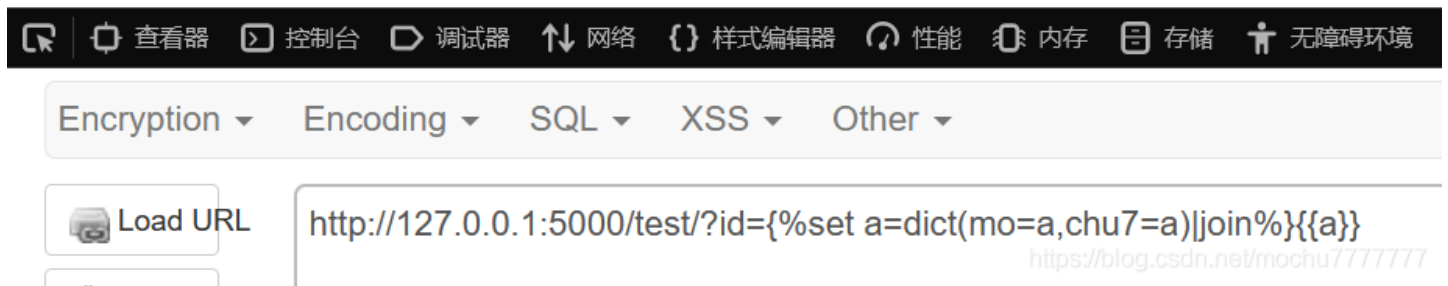 查看器 控制台 调试器 网络 样式编辑器 性能 内存 存储 无障碍环境
Encryption Encoding SQL XSS Other
Load URL http://127.0.0.1:5000/test/?id={%set a=dict(mo=a,chu7=a)|join%}{{a}}
https://blog.csdn.net/mochu7777777